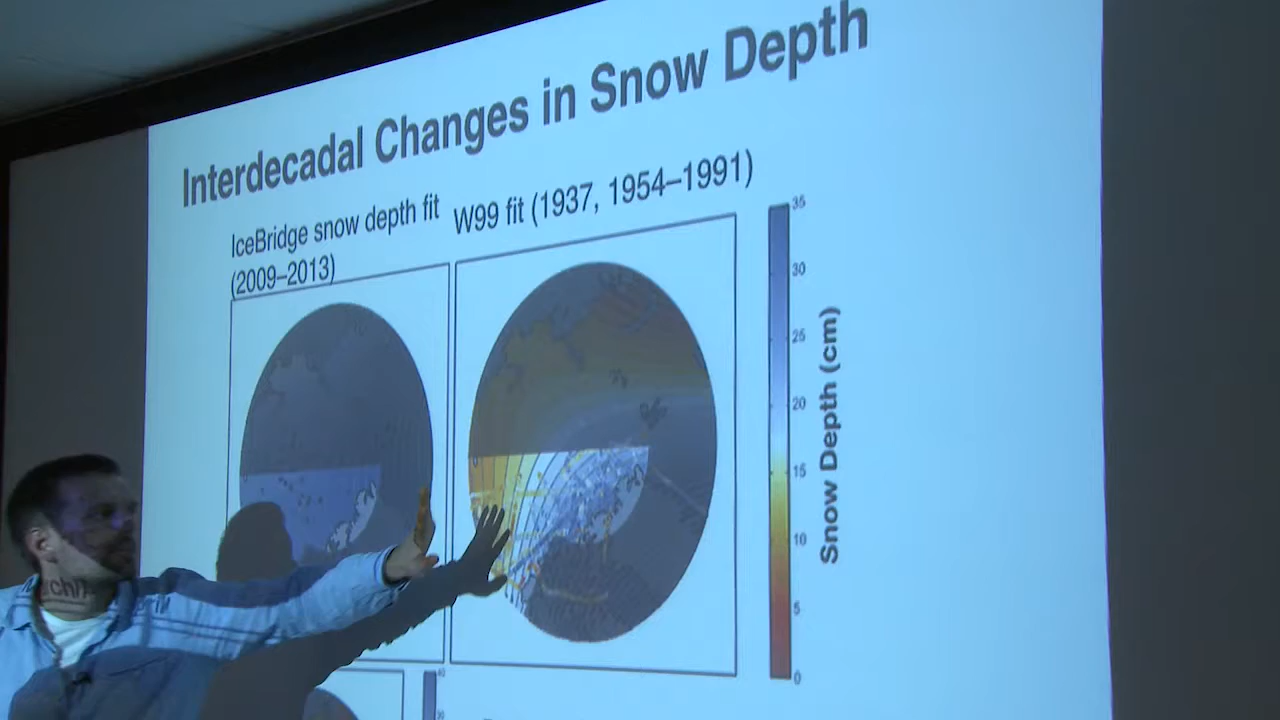 Interdecadal Changes in Snow Depth
IceBridge snow depth fit
(2009–2013)
W99 fit (1937, 1954–1991)
35
30
25
20
15
10
5
0
Snow Depth (cm)
40